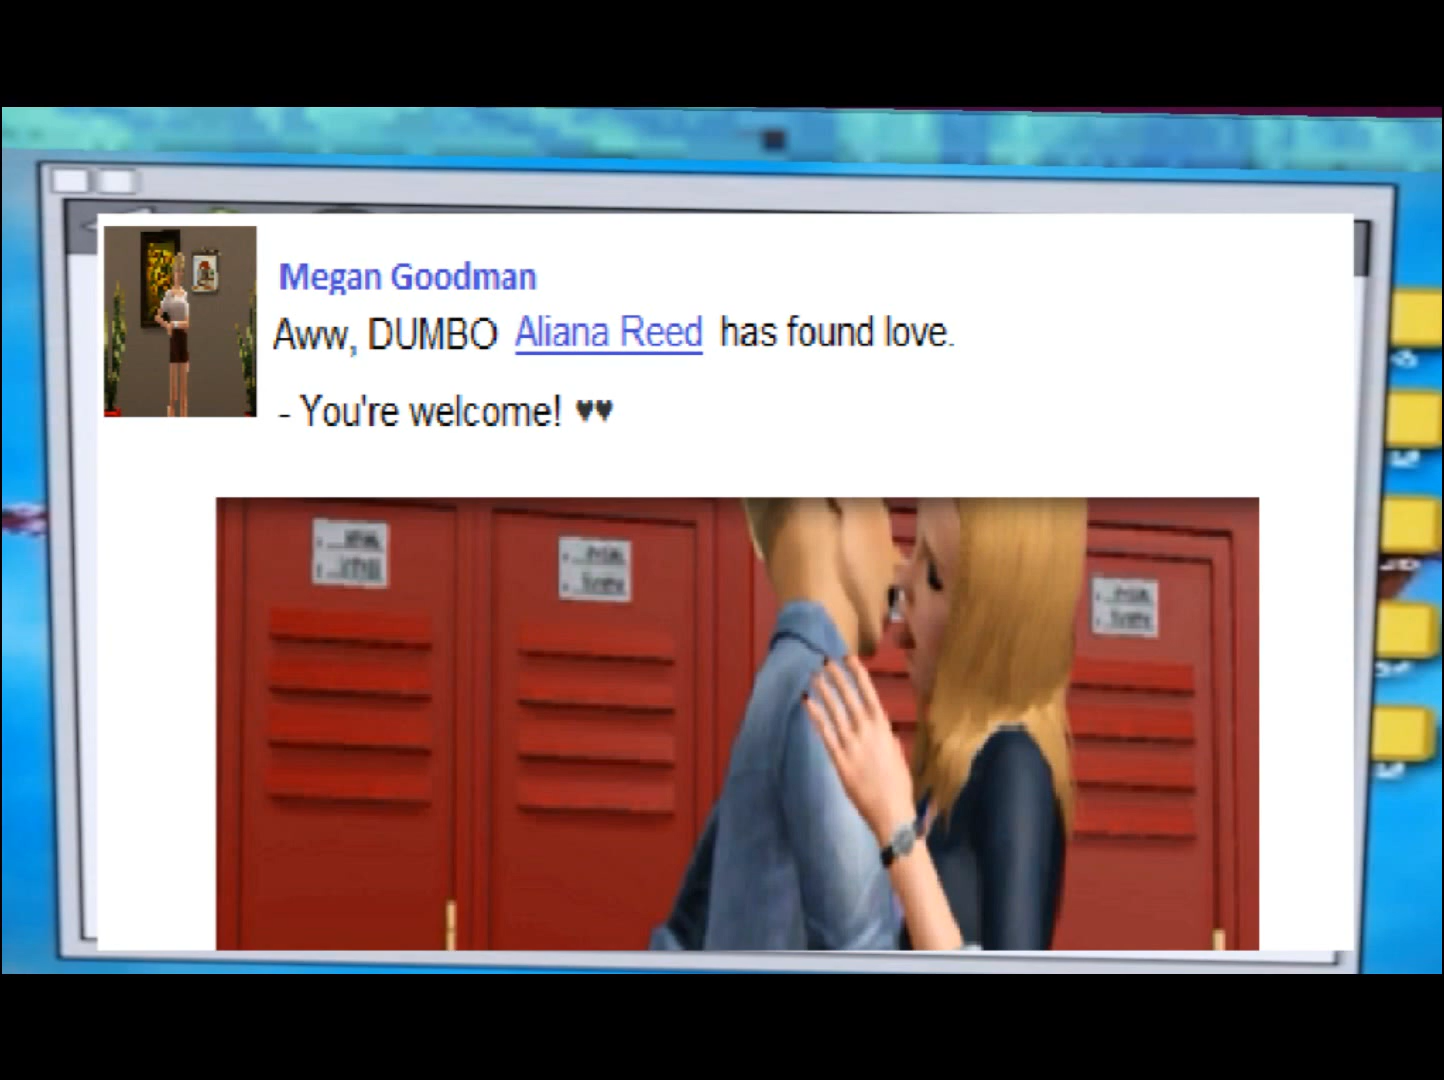 Megan Goodman
Aww, DUMBO Aliana Reed has found love.
- You're welcome! ♥♥